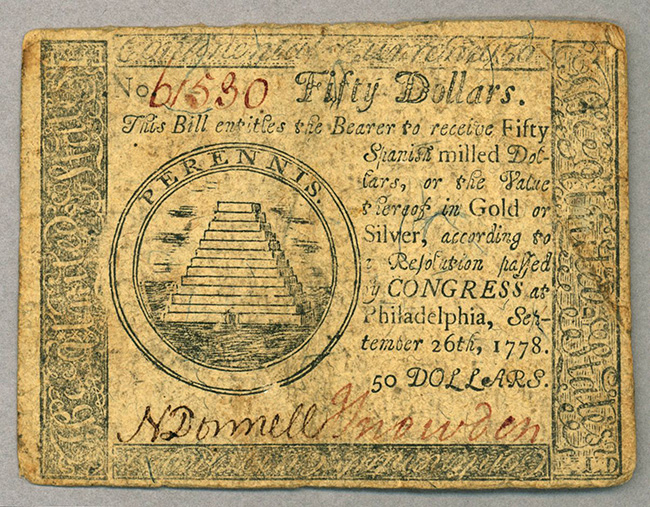 No 61530 Fifty Dollars.
This Bill entitles the Bearer to receive Fifty
Spanish milled Dol-
lars, or the Value
thereof in Gold or
Silver, according to
a Resolution passed
by CONGRESS at
Philadelphia, Sep-
tember 26th, 1778.
50 DOLLARS.
PERENNIS.
N Donnell J Snowden